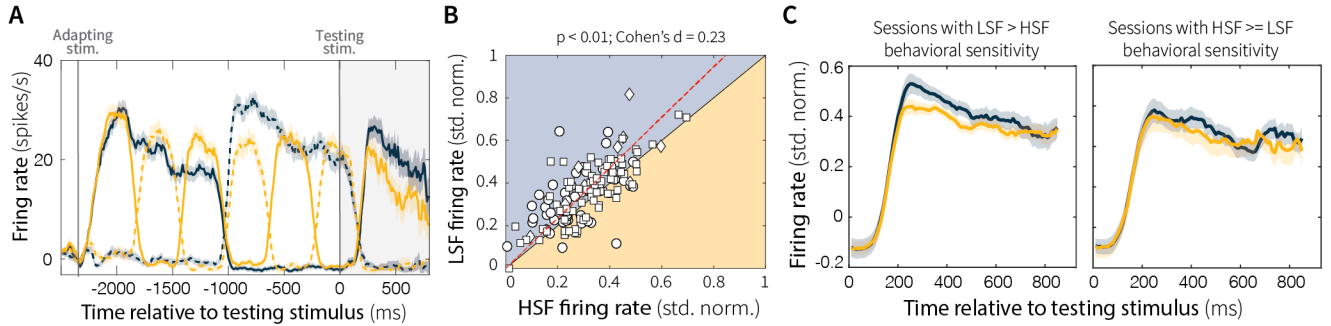 A
Adapting
stim.
Testing
stim.
40
20
0
Firing rate (spikes/s)
-2000 -1500 -1000 -500 0 500
Time relative to testing stimulus (ms)
B
p < 0.01; Cohen's d = 0.23
1
0.8
0.6
0.4
0.2
0
LSF firing rate (std. norm.)
0 0.2 0.4 0.6 0.8 1
HSF firing rate (std. norm.)
C
Sessions with LSF > HSF
behavioral sensitivity
Sessions with HSF >= LSF
behavioral sensitivity
0.6
0.4
0.2
0
-0.2
Firing rate (std. norm.)
0 200 400 600 800
0 200 400 600 800
Time relative to testing stimulus (ms)